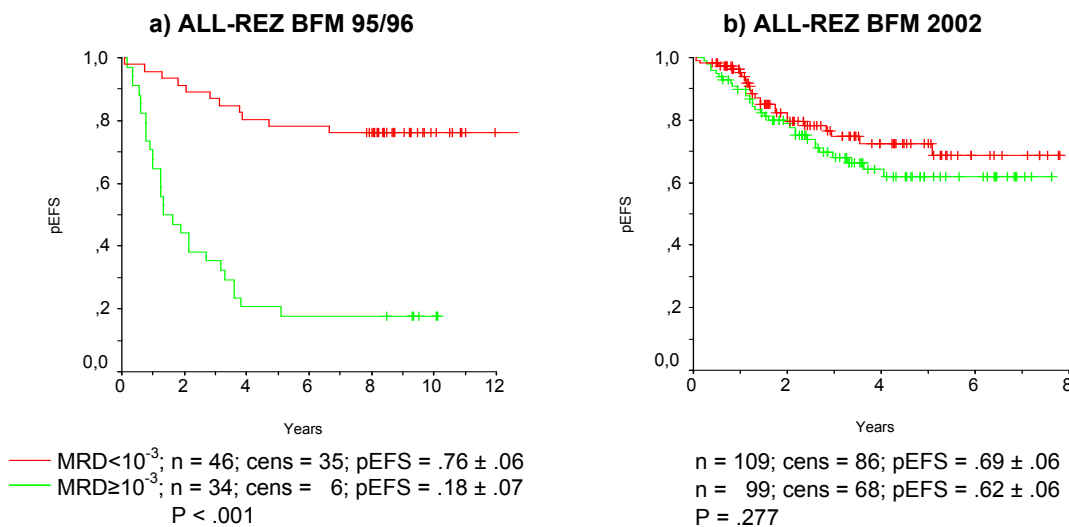 a) ALL-REZ BFM 95/96
1,0
,8
,6
,4
,2
0,0
pEFS
0 2 4 6 8 10 12
Years
MRD<10⁻³; n = 46; cens = 35; pEFS = .76 ± .06
MRD≥10⁻³; n = 34; cens = 6; pEFS = .18 ± .07
P < .001
b) ALL-REZ BFM 2002
1,0
,8
,6
,4
,2
0,0
pEFS
0 2 4 6 8
Years
n = 109; cens = 86; pEFS = .69 ± .06
n = 99; cens = 68; pEFS = .62 ± .06
P = .277